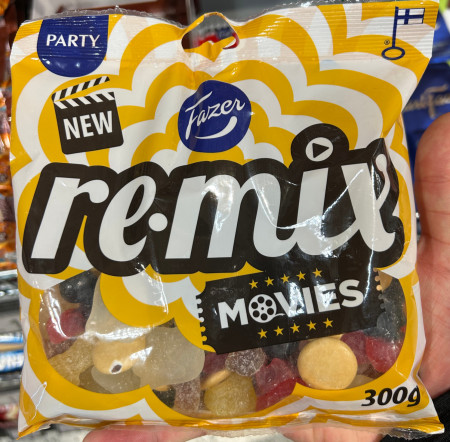 PARTY
NEW
Fazer
re•mix
MOVIES
300g